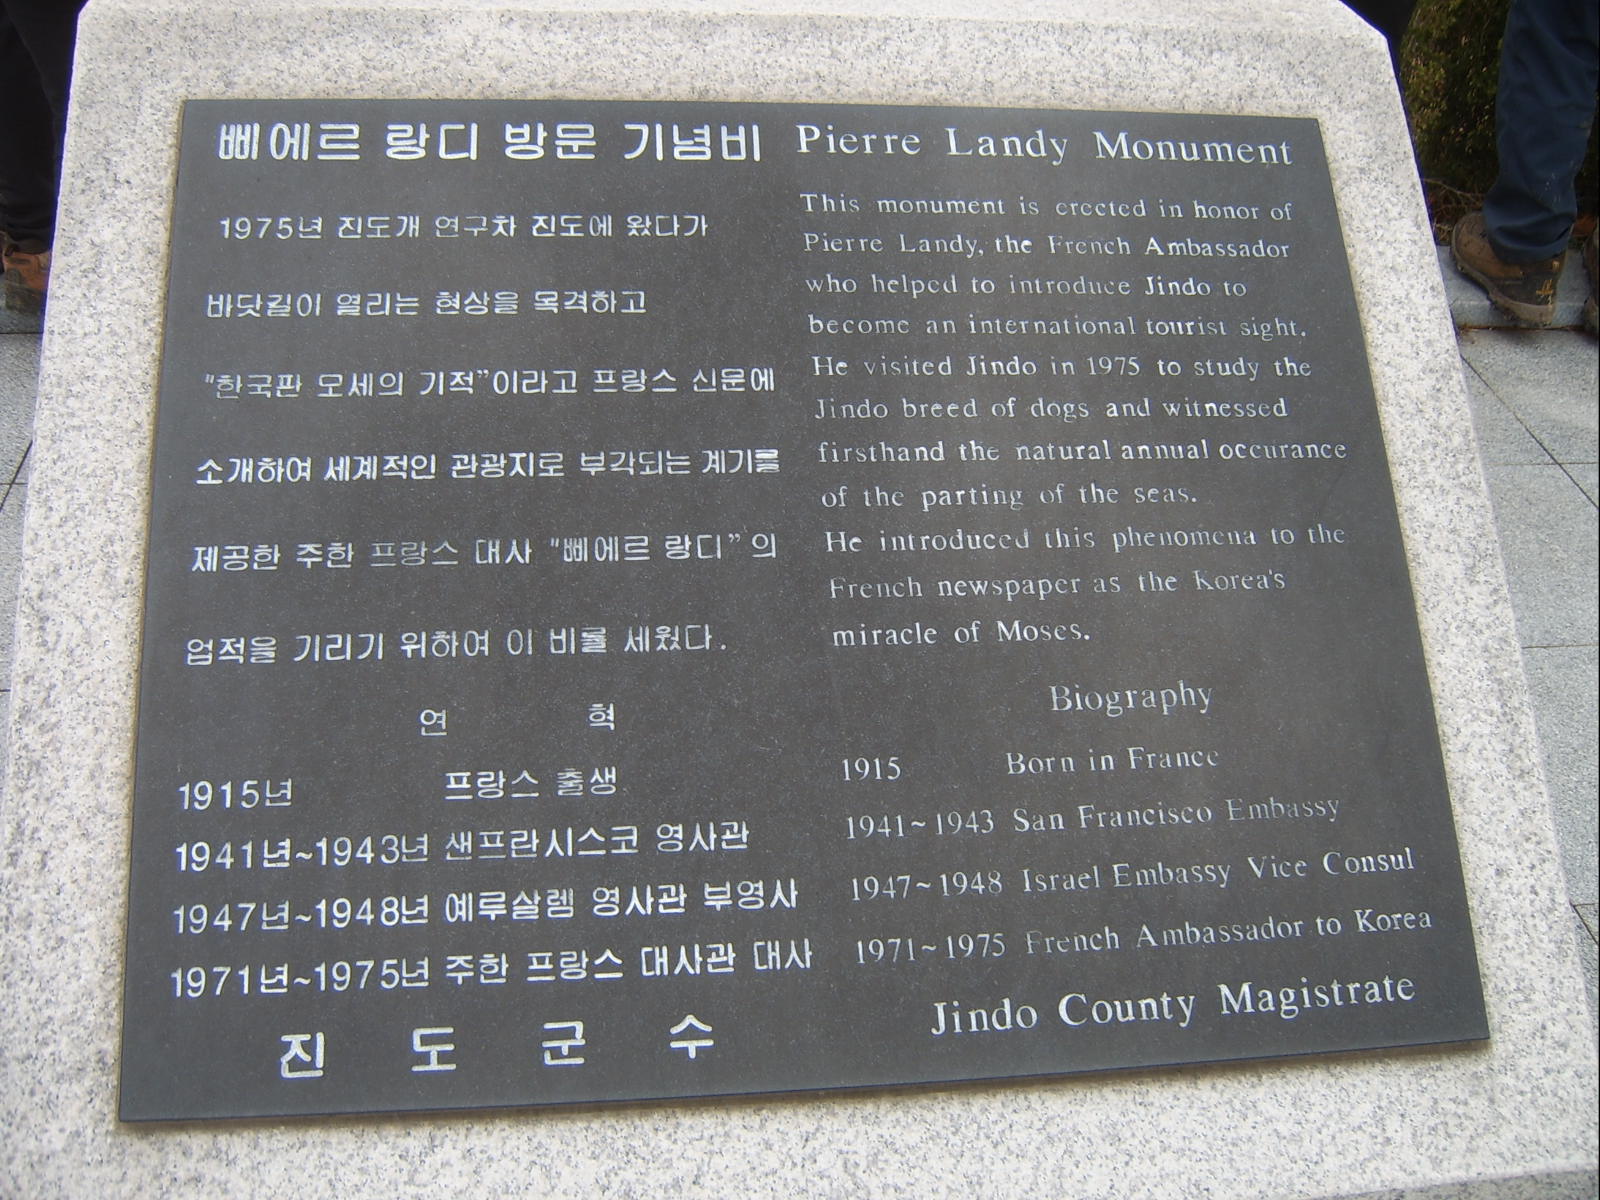 삐에르 랑디 방문 기념비
1975년 진도개 연구차 진도에 왔다가
바닷길이 열리는 현상을 목격하고
"한국판 모세의 기적"이라고 프랑스 신문에
소개하여 세계적인 관광지로 부각되는 계기를
제공한 주한 프랑스 대사 "삐에르 랑디"의
업적을 기리기 위하여 이 비를 세웠다.
연 혁
1915년 프랑스 출생
1941년~1943년 샌프란시스코 영사관
1947년~1948년 예루살렘 영사관 부영사
1971년~1975년 주한 프랑스 대사관 대사
진 도 군 수
Pierre Landy Monument
This monument is erected in honor of
Pierre Landy, the French Ambassador
who helped to introduce Jindo to
become an international tourist sight.
He visited Jindo in 1975 to study the
Jindo breed of dogs and witnessed
firsthand the natural annual occurance
of the parting of the seas.
He introduced this phenomena to the
French newspaper as the Korea's
miracle of Moses.
Biography
1915 Born in France
1941~1943 San Francisco Embassy
1947~1948 Israel Embassy Vice Consul
1971~1975 French Ambassador to Korea
Jindo County Magistrate